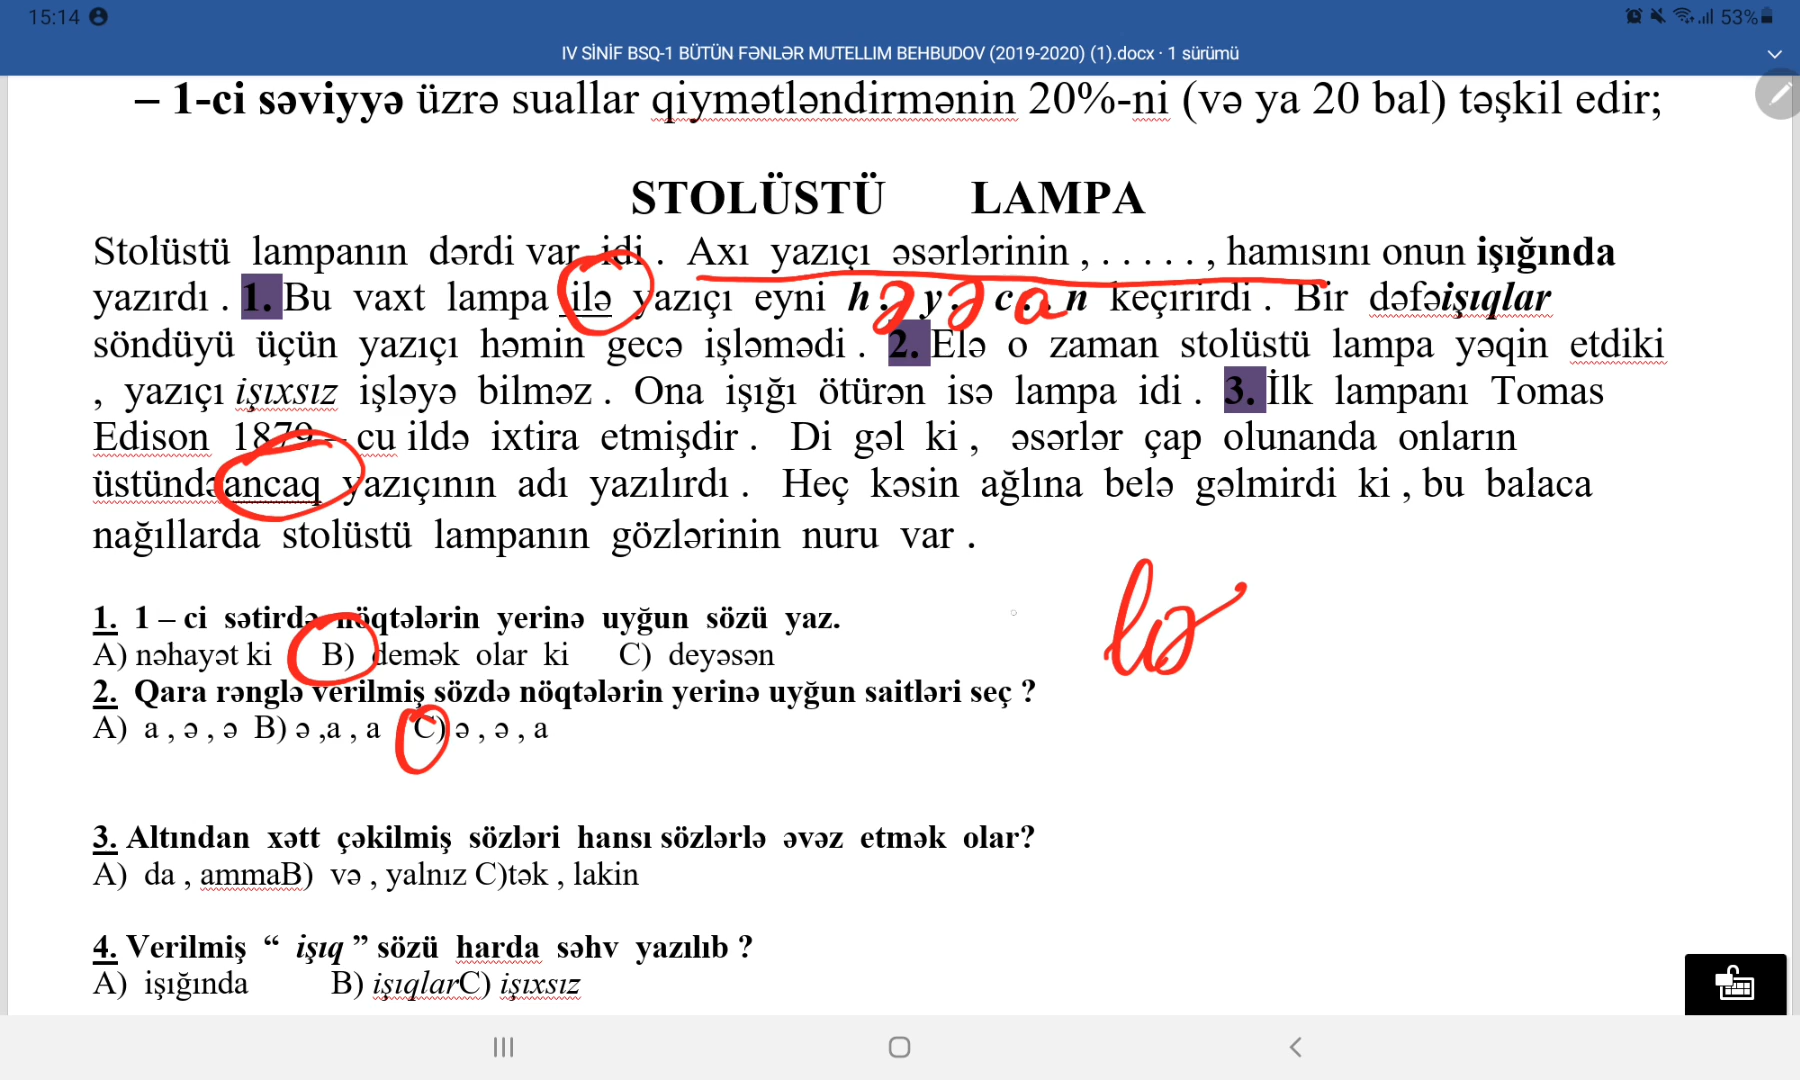 15:14 53%
IV SİNİF BSQ-1 BÜTÜN FƏNLƏR MUTELLIM BEHBUDOV (2019-2020) (1).docx · 1 sürümü
– 1-ci səviyyə üzrə suallar qiymətləndirmənin 20%-ni (və ya 20 bal) təşkil edir;
STOLÜSTÜ LAMPA
Stolüstü lampanın dərdi var idi . Axı yazıçı əsərlərinin , . . . . . . , hamısını onun işığında
yazırdı . 1. Bu vaxt lampa ilə yazıçı eyni h ə y ə c a n keçirirdi . Bir dəfəişıqlar
söndüyü üçün yazıçı həmin gecə işləmədi . 2. Elə o zaman stolüstü lampa yəqin etdiki
, yazıçı işıxsız işləyə bilməz . Ona işığı ötürən isə lampa idi . 3. İlk lampanı Tomas
Edison 1879 – cu ildə ixtira etmişdir . Di gəl ki , əsərlər çap olunanda onların
üstündəancaq yazıçının adı yazılırdı . Heç kəsin ağlına belə gəlmirdi ki , bu balaca
nağıllarda stolüstü lampanın gözlərinin nuru var .
1. 1 – ci sətirdə nöqtələrin yerinə uyğun sözü yaz.
A) nəhayət ki B) demək olar ki C) deyəsən
2. Qara rənglə verilmiş sözdə nöqtələrin yerinə uyğun saitləri seç ?
A) a , ə , ə B) ə ,a , a C) ə , ə , a
3. Altından xətt çəkilmiş sözləri hansı sözlərlə əvəz etmək olar?
A) da , ammaB) və , yalnız C)tək , lakin
4. Verilmiş “ işıq ” sözü harda səhv yazılıb ?
A) işığında B) işıqlarC) işıxsız